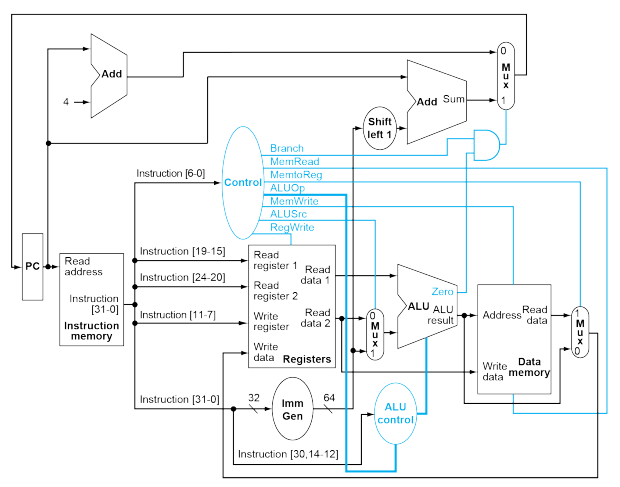 0
M
u
x
1
Add
4
Add Sum
Shift
left 1
Branch
MemRead
MemtoReg
ALUOp
MemWrite
ALUSrc
RegWrite
Control
Instruction [6-0]
PC
Read
address
Instruction
[31-0]
Instruction
memory
Instruction [19-15]
Instruction [24-20]
Instruction [11-7]
Instruction [31-0]
Read
register 1
Read
register 2
Write
register
Write
data
Read
data 1
Read
data 2
Registers
0
M
u
x
1
Zero
ALU
ALU
result
Address
Read
data
Write
data
Data
memory
1
M
u
x
0
32
Imm
Gen
64
ALU
control
Instruction [30,14-12]